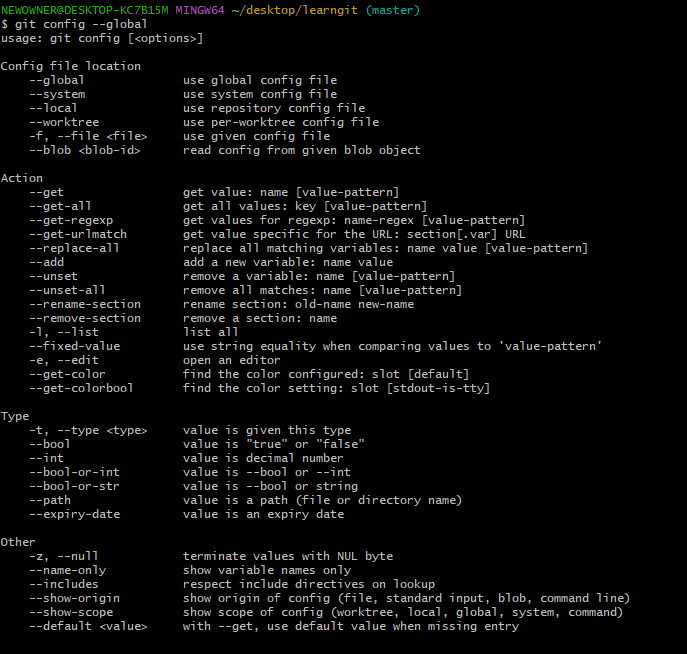 NEWOWNER@DESKTOP-KC7B15M MINGW64 ~/desktop/learngit (master)
$ git config --global
usage: git config [<options>]

Config file location
    --global              use global config file
    --system              use system config file
    --local               use repository config file
    --worktree            use per-worktree config file
    -f, --file <file>     use given config file
    --blob <blob-id>      read config from given blob object

Action
    --get                 get value: name [value-pattern]
    --get-all             get all values: key [value-pattern]
    --get-regexp          get values for regexp: name-regex [value-pattern]
    --get-urlmatch        get value specific for the URL: section[.var] URL
    --replace-all         replace all matching variables: name value [value-pattern]
    --add                 add a new variable: name value
    --unset               remove a variable: name [value-pattern]
    --unset-all           remove all matches: name [value-pattern]
    --rename-section      rename section: old-name new-name
    --remove-section      remove a section: name
    -l, --list            list all
    --fixed-value         use string equality when comparing values to 'value-pattern'
    -e, --edit            open an editor
    --get-color           find the color configured: slot [default]
    --get-colorbool       find the color setting: slot [stdout-is-tty]

Type
    -t, --type <type>     value is given this type
    --bool                value is "true" or "false"
    --int                 value is decimal number
    --bool-or-int         value is --bool or --int
    --bool-or-str         value is --bool or string
    --path                value is a path (file or directory name)
    --expiry-date         value is an expiry date

Other
    -z, --null            terminate values with NUL byte
    --name-only           show variable names only
    --includes            respect include directives on lookup
    --show-origin         show origin of config (file, standard input, blob, command line)
    --show-scope          show scope of config (worktree, local, global, system, command)
    --default <value>     with --get, use default value when missing entry